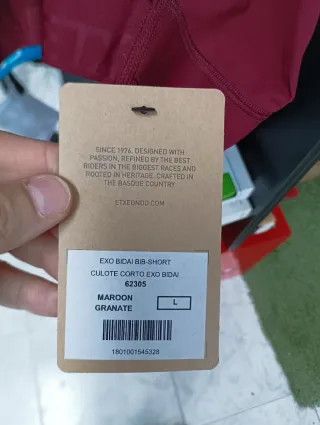 SINCE 1976. DESIGNED WITH
PASSION, REFINED BY THE BEST
RIDERS IN THE BIGGEST RACES AND
ROOTED IN HERITAGE. CRAFTED IN
THE BASQUE COUNTRY
ETXEONDO.COM
EXO BIDAI BIB-SHORT
CULOTE CORTO EXO BIDAI
62305
MAROON
GRANATE
L
1801001545328